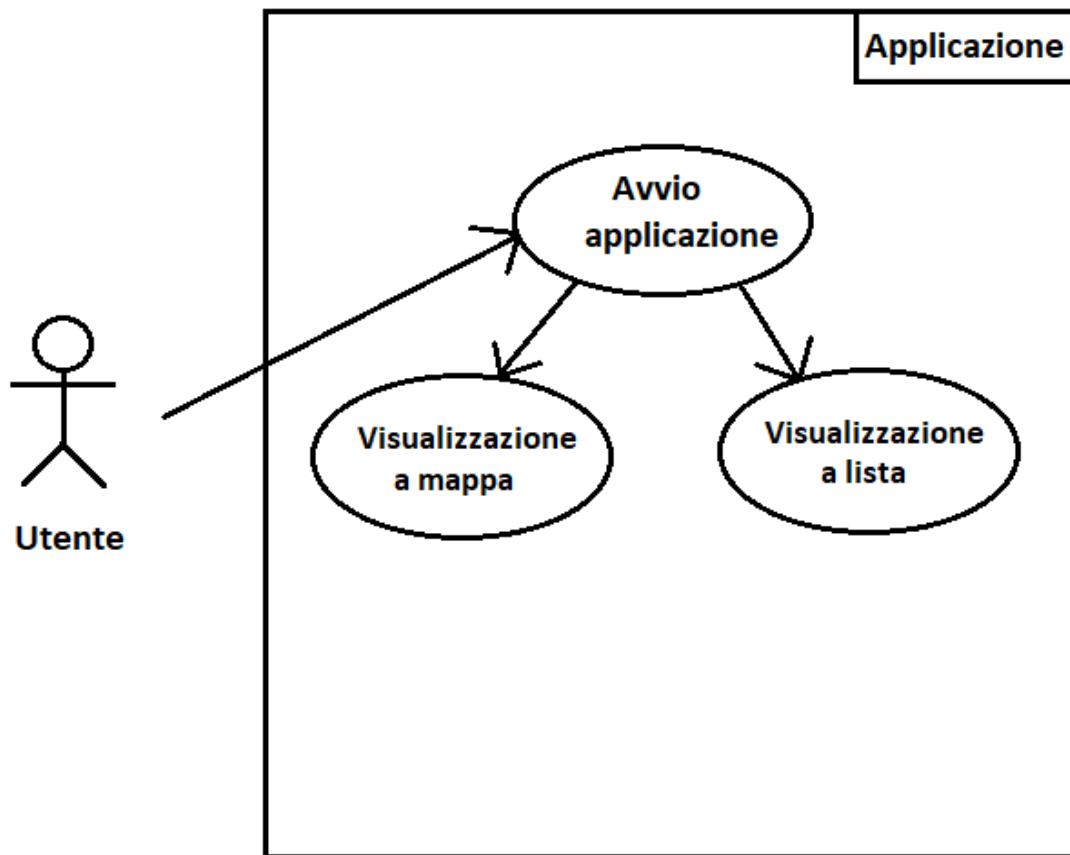 Applicazione
Avvio
applicazione
Visualizzazione
a mappa
Visualizzazione
a lista
Utente